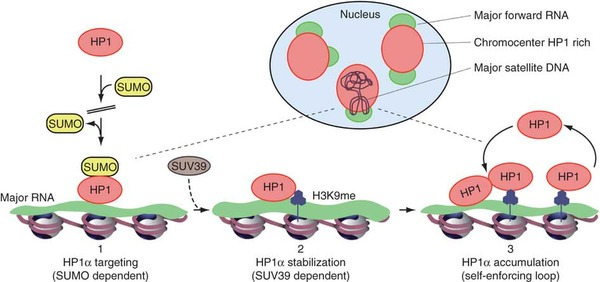 HP1
SUMO
SUMO
SUMO
HP1
Major RNA
1
HP1α targeting
(SUMO dependent)
Nucleus
Major forward RNA
Chromocenter HP1 rich
Major satellite DNA
SUV39
HP1
H3K9me
2
HP1α stabilization
(SUV39 dependent)
HP1
HP1
HP1
HP1
3
HP1α accumulation
(self-enforcing loop)